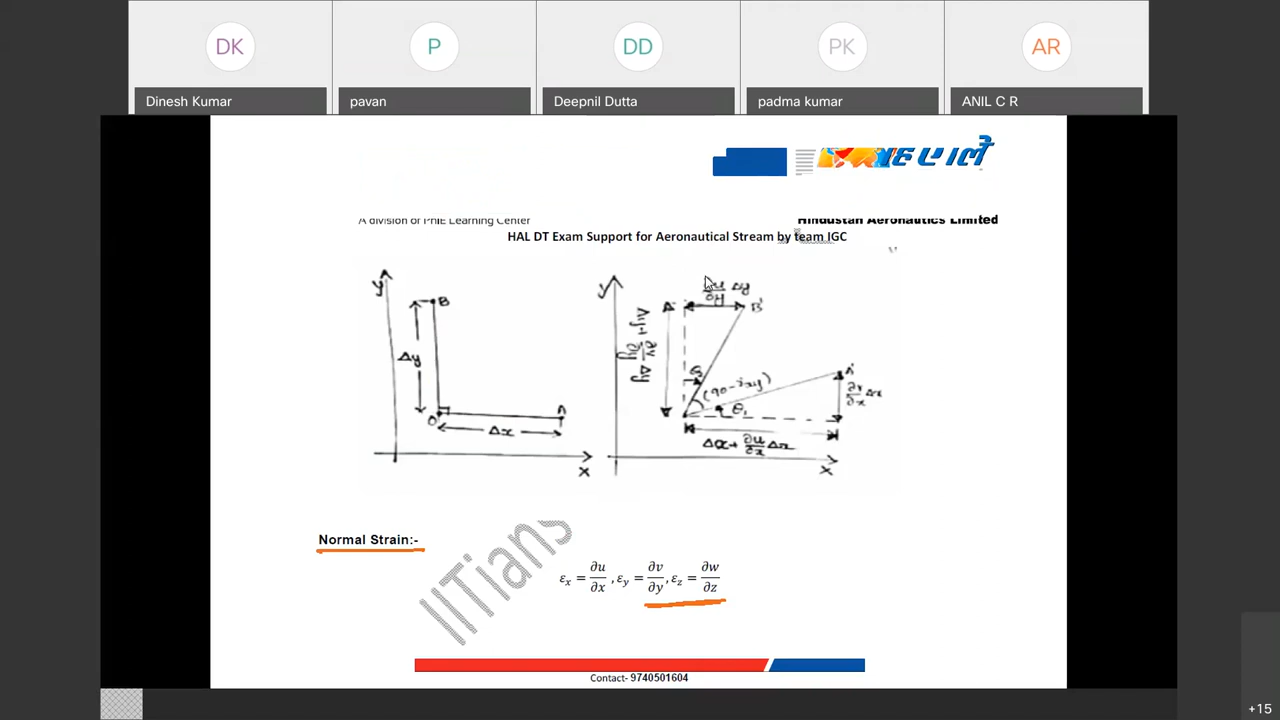 DK P DD PK AR
Dinesh Kumar pavan Deepnil Dutta padma kumar ANIL C R
A division of PhIE Learning Center
Hindustan Aeronautics Limited
HAL DT Exam Support for Aeronautical Stream by team IGC
y B Δy O Δx A x
y ∂u/∂y Δy B' Δy+ ∂v/∂y Δy A' (90-γxy) θ1 ∂v/∂x Δx
Δx+ ∂u/∂x Δx x
Normal Strain:-
εx = ∂u/∂x , εy = ∂v/∂y, εz = ∂w/∂z
IITians
Contact- 9740501604
+15